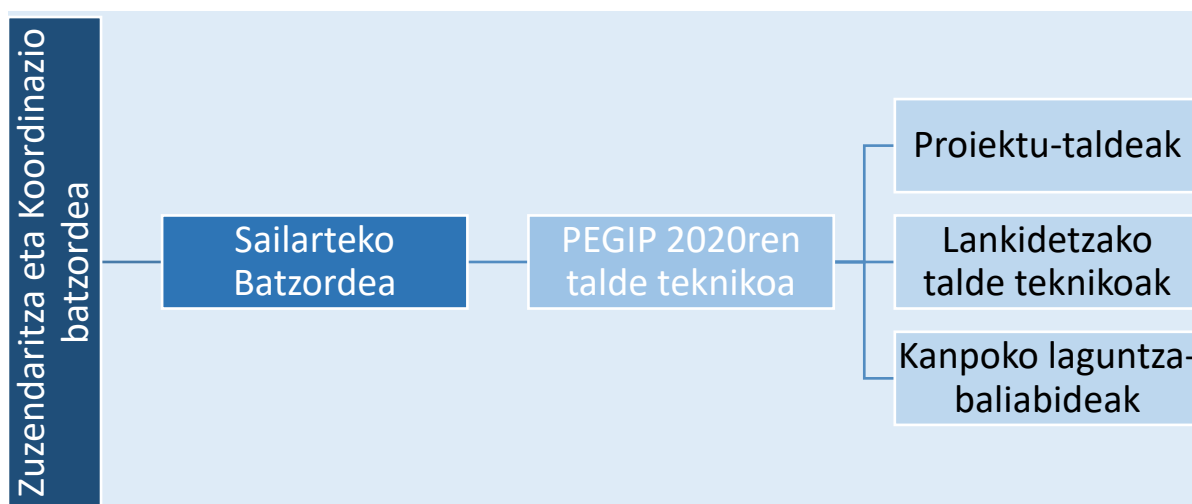 Zuzendaritza eta Koordinazio
batzordea
Sailarteko
Batzordea
PEGIP 2020ren
talde teknikoa
Proiektu-taldeak
Lankidetzako
talde teknikoak
Kanpoko laguntza-
baliabideak